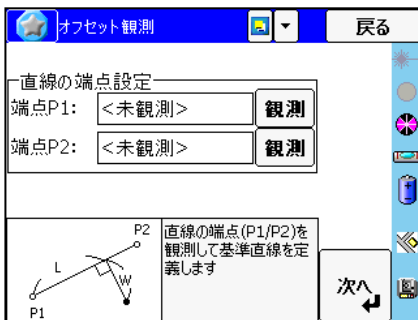 オフセット観測
戻る
直線の端点設定
端点P1: <未観測> 観測
端点P2: <未観測> 観測
P2
L
W
P1
直線の端点(P1/P2)を
観測して基準直線を定
義します
次へ